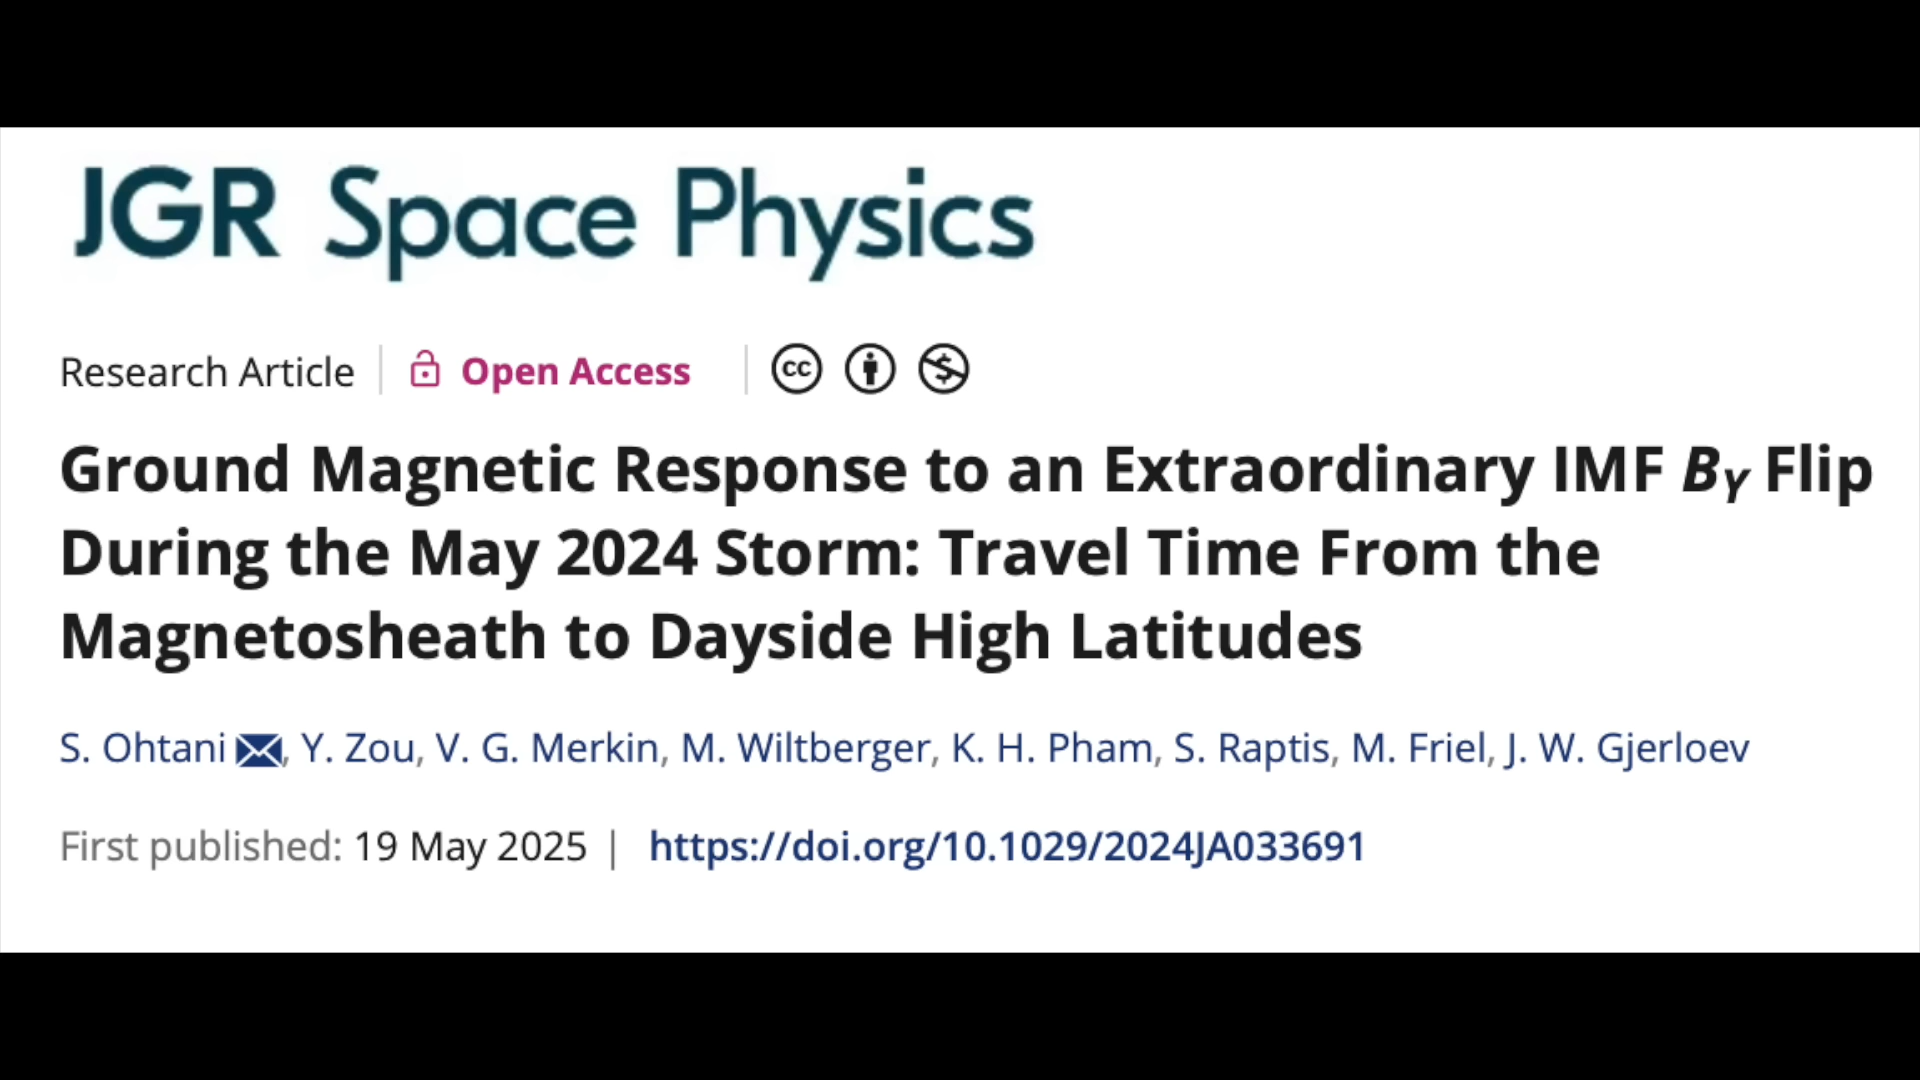 JGR Space Physics
Research Article | Open Access | cc
Ground Magnetic Response to an Extraordinary IMF BY Flip
During the May 2024 Storm: Travel Time From the
Magnetosheath to Dayside High Latitudes
S. Ohtani, Y. Zou, V. G. Merkin, M. Wiltberger, K. H. Pham, S. Raptis, M. Friel, J. W. Gjerloev
First published: 19 May 2025 | https://doi.org/10.1029/2024JA033691